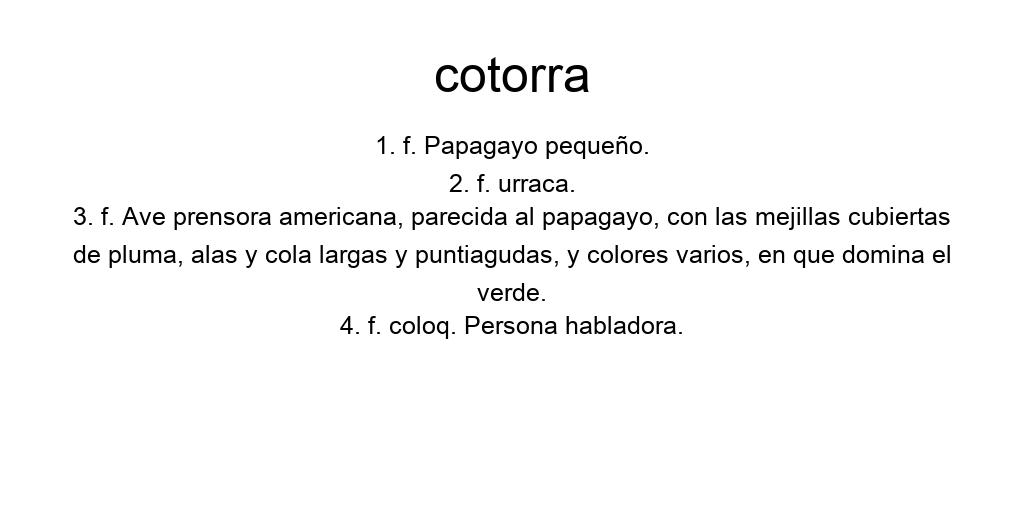 cotorra
1. f. Papagayo pequeño.
2. f. urraca.
3. f. Ave prensora americana, parecida al papagayo, con las mejillas cubiertas
de pluma, alas y cola largas y puntiagudas, y colores varios, en que domina el
verde.
4. f. coloq. Persona habladora.